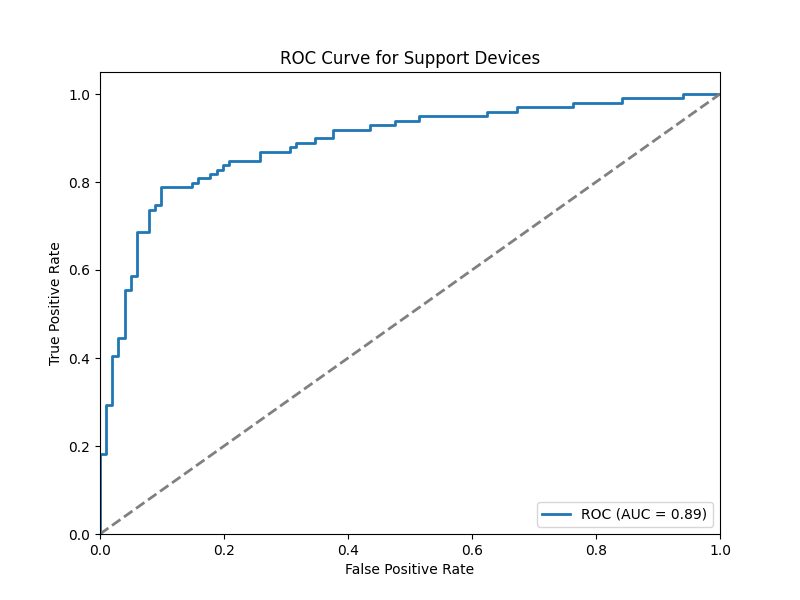 ROC Curve for Support Devices
True Positive Rate
1.0
0.8
0.6
0.4
0.2
0.0
ROC (AUC = 0.89)
0.0 0.2 0.4 0.6 0.8 1.0
False Positive Rate